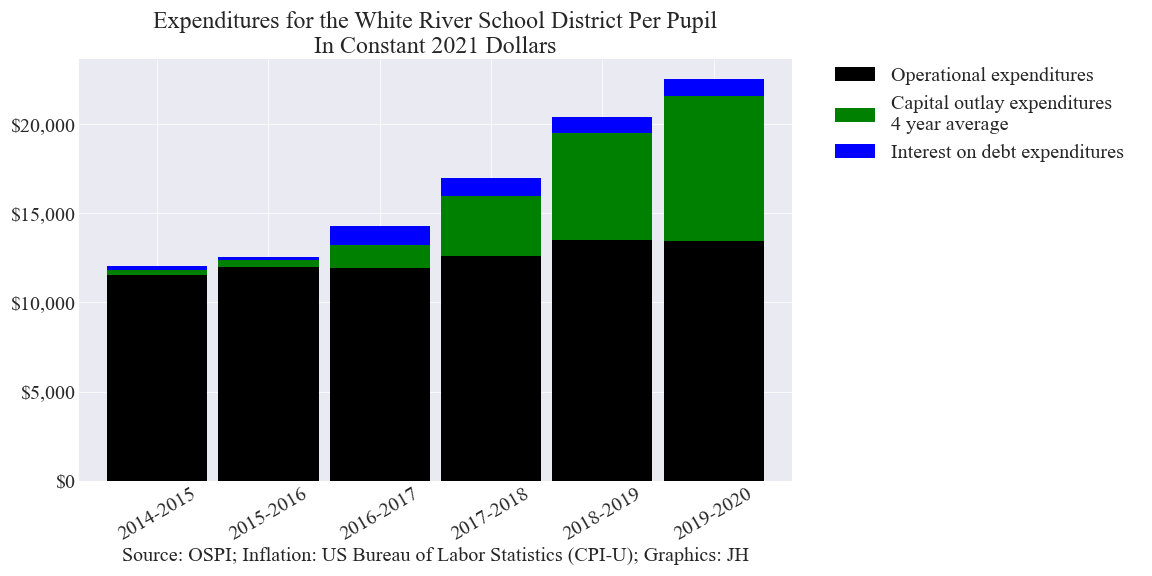 Expenditures for the White River School District Per Pupil
In Constant 2021 Dollars
Operational expenditures
Capital outlay expenditures
4 year average
Interest on debt expenditures
$20,000
$15,000
$10,000
$5,000
$0
2014-2015
2015-2016
2016-2017
2017-2018
2018-2019
2019-2020
Source: OSPI; Inflation: US Bureau of Labor Statistics (CPI-U); Graphics: JH